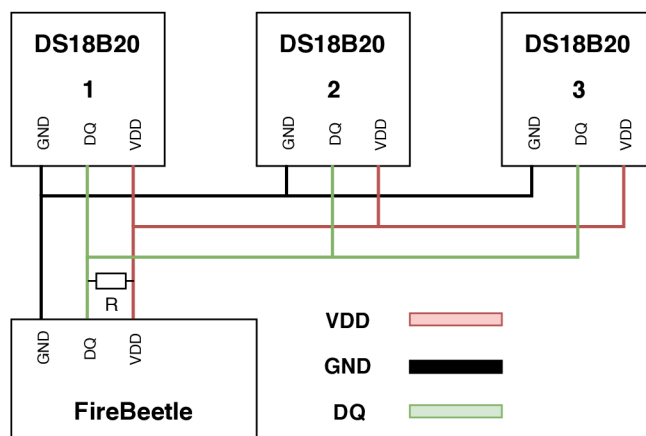 DS18B20
1
GND
DQ
VDD
DS18B20
2
GND
DQ
VDD
DS18B20
3
GND
DQ
VDD
R
GND
DQ
VDD
FireBeetle
VDD
GND
DQ